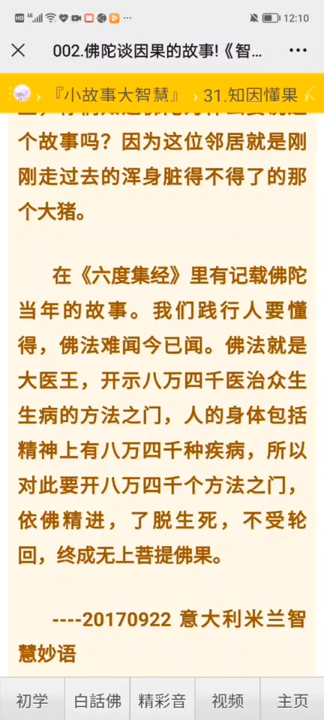 12:10
002.佛陀谈因果的故事!《智...
『小故事大智慧』 › 31.知因懂果
个故事吗？因为这位邻居就是刚
刚走过去的浑身脏得不得了的那
个大猪。
在《六度集经》里有记载佛陀
当年的故事。我们践行人要懂
得，佛法难闻今已闻。佛法就是
大医王，开示八万四千医治众生
生病的方法之门，人的身体包括
精神上有八万四千种疾病，所以
对此要开八万四千个方法之门，
依佛精进，了脱生死，不受轮
回，终成无上菩提佛果。
----20170922 意大利米兰智
慧妙语
初学 白話佛 精彩音 视频 主页